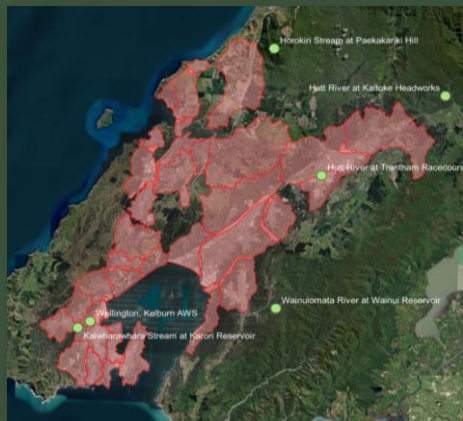 Horokiri Stream at Paekakariki Hill
Hutt River at Kaitoke Headworks
Hutt River at Trentham Racecours
Wainuiomata River at Wainui Reservoir
Wellington, Kelburn AWS
Kaiwharawhara Stream at Karori Reservoir